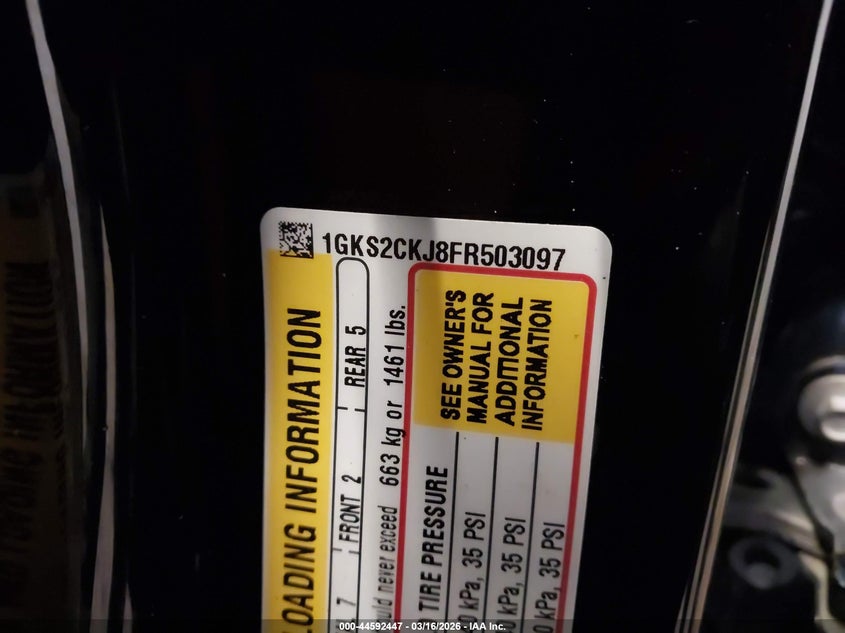 1GKS2CKJ8FR503097
LOADING INFORMATION
7 FRONT 2 REAR 5
never exceed 663 kg or 1461 lbs.
TIRE PRESSURE
SEE OWNER'S
MANUAL FOR
ADDITIONAL
INFORMATION
kPa, 35 PSI
kPa, 35 PSI
kPa, 35 PSI
000-44592447 - 03/16/2026 - IAA Inc.